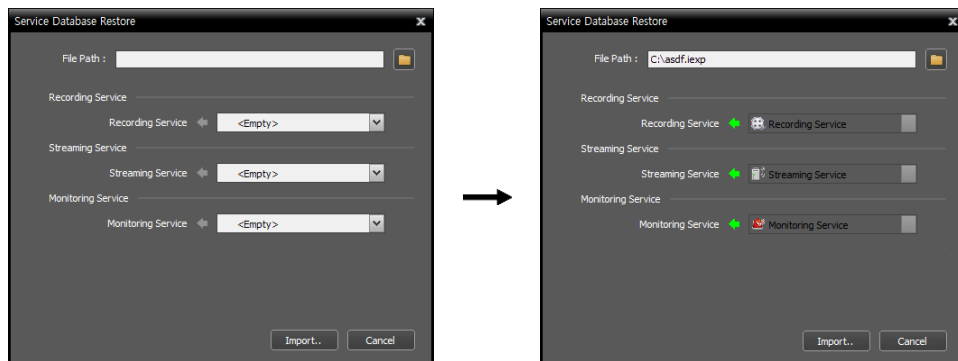 Service Database Restore x
File Path :
Recording Service
Recording Service <Empty>
Streaming Service
Streaming Service <Empty>
Monitoring Service
Monitoring Service <Empty>
Import.. Cancel
Service Database Restore x
File Path : C:\asdf.iexp
Recording Service
Recording Service Recording Service
Streaming Service
Streaming Service Streaming Service
Monitoring Service
Monitoring Service Monitoring Service
Import.. Cancel